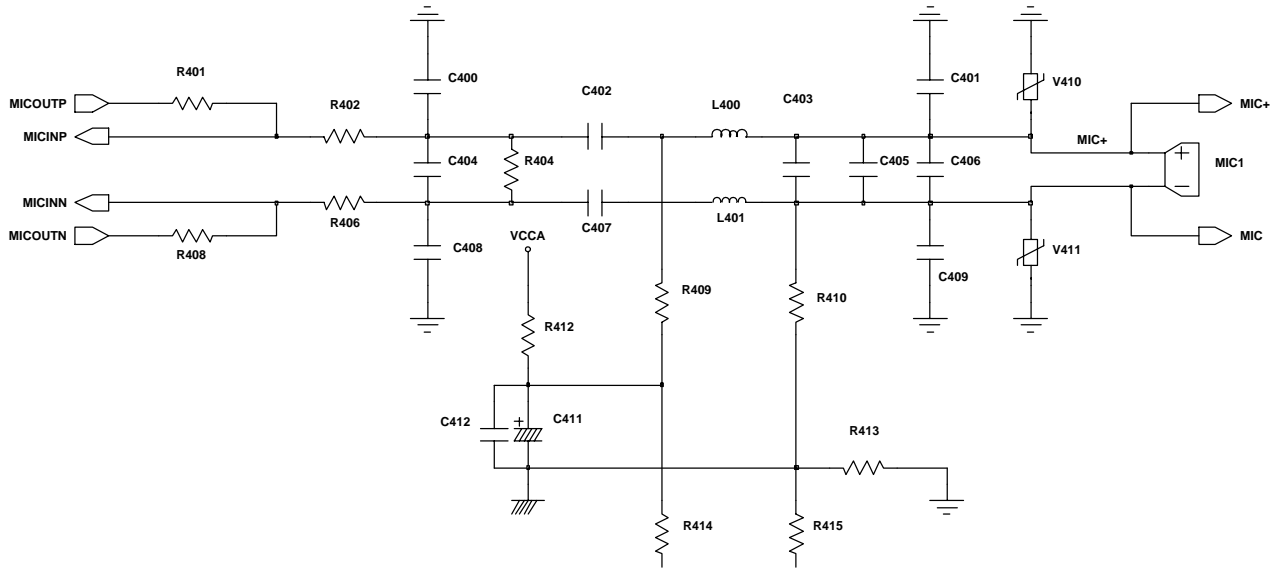 R401
MICOUTP
MICINP
R402
C400
C402
L400
C403
C401
V410
MIC+
MIC+
MIC1
C404
R404
C405
C406
MICINN
MICOUTN
R408
R406
C408
C407
L401
VCCA
C409
V411
MIC
R409
R410
R412
C412
+
C411
R413
R414
R415